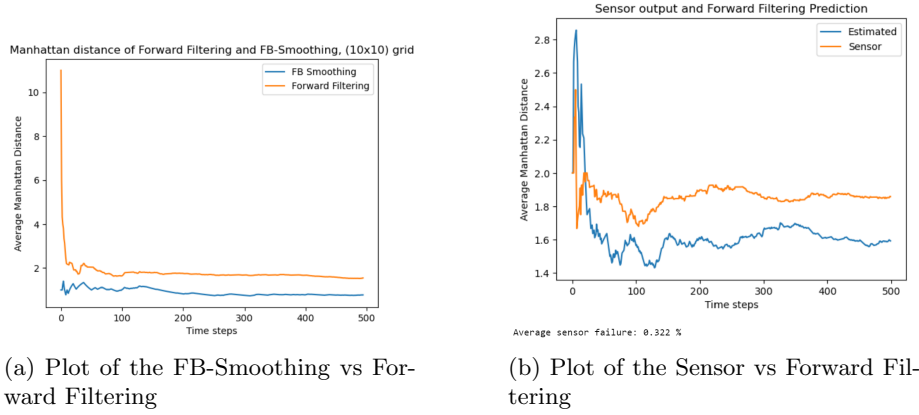 Manhattan distance of Forward Filtering and FB-Smoothing, (10x10) grid
FB Smoothing
Forward Filtering
10
8
6
4
2
Average Manhattan Distance
0
100
200
300
400
500
Time steps
(a) Plot of the FB-Smoothing vs For-
ward Filtering
Sensor output and Forward Filtering Prediction
Estimated
Sensor
2.8
2.6
2.4
2.2
2.0
1.8
1.6
1.4
Average Manhattan Distance
0
100
200
300
400
500
Time steps
Average sensor failure: 0.322 %
(b) Plot of the Sensor vs Forward Fil-
tering